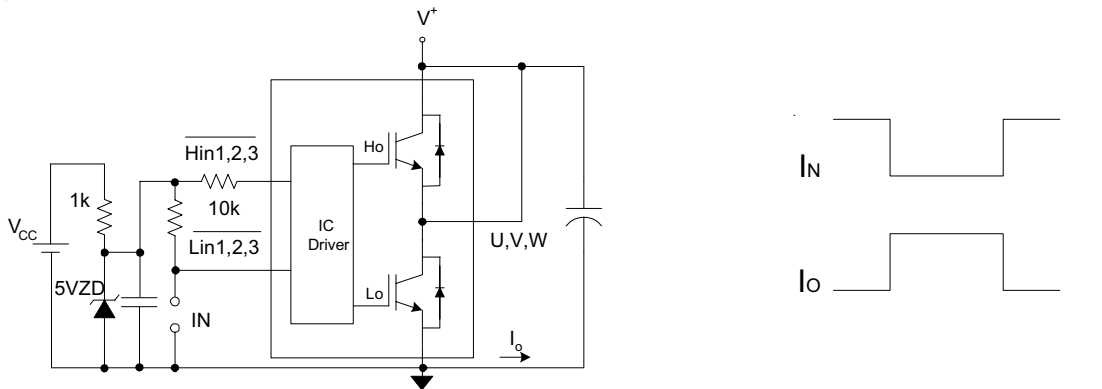 V⁺
Hin1,2,3
Ho
1k
10k
IC
Driver
VCC
Lin1,2,3
U,V,W
5VZD
Lo
IN
Io
IN
IO